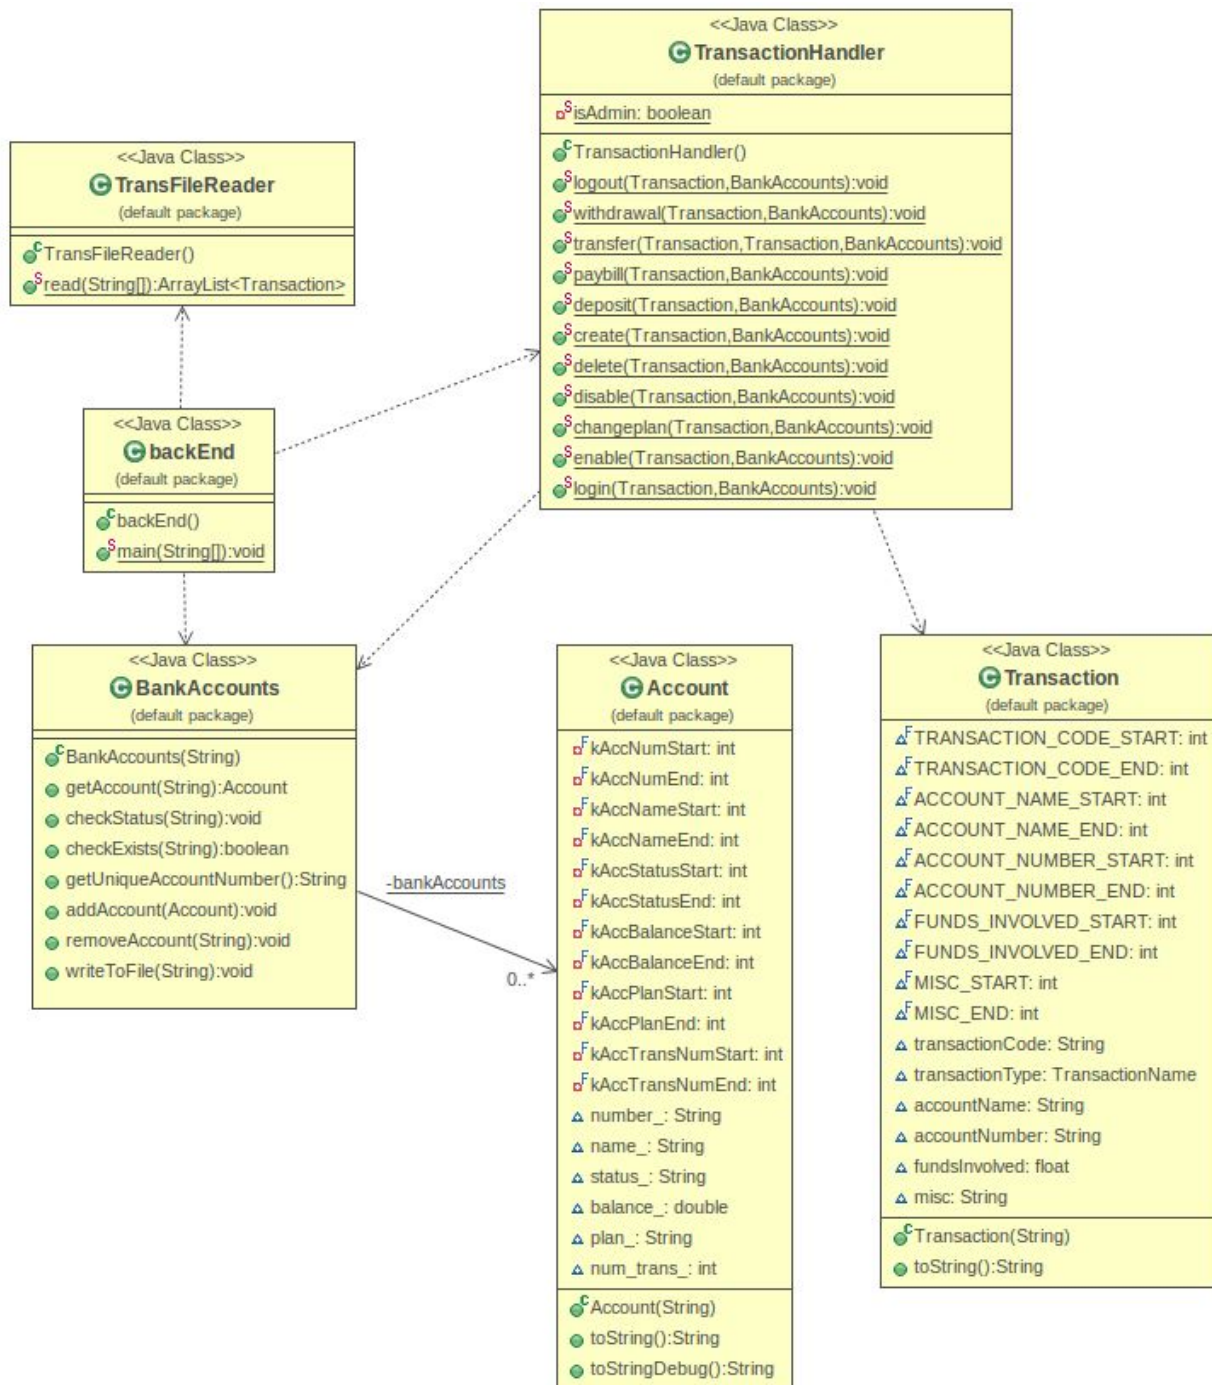 <<Java Class>>
TransactionHandler
(default package)
isAdmin: boolean
TransactionHandler()
logout(Transaction,BankAccounts):void
withdrawal(Transaction,BankAccounts):void
transfer(Transaction,Transaction,BankAccounts):void
paybill(Transaction,BankAccounts):void
deposit(Transaction,BankAccounts):void
create(Transaction,BankAccounts):void
delete(Transaction,BankAccounts):void
disable(Transaction,BankAccounts):void
changeplan(Transaction,BankAccounts):void
enable(Transaction,BankAccounts):void
login(Transaction,BankAccounts):void
<<Java Class>>
TransFileReader
(default package)
TransFileReader()
read(String[]):ArrayList<Transaction>
<<Java Class>>
backEnd
(default package)
backEnd()
main(String[]):void
<<Java Class>>
BankAccounts
(default package)
BankAccounts(String)
getAccount(String):Account
checkStatus(String):void
checkExists(String):boolean
getUniqueAccountNumber():String
addAccount(Account):void
removeAccount(String):void
writeToFile(String):void
-bankAccounts
0..*
<<Java Class>>
Account
(default package)
kAccNumStart: int
kAccNumEnd: int
kAccNameStart: int
kAccNameEnd: int
kAccStatusStart: int
kAccStatusEnd: int
kAccBalanceStart: int
kAccBalanceEnd: int
kAccPlanStart: int
kAccPlanEnd: int
kAccTransNumStart: int
kAccTransNumEnd: int
number_: String
name_: String
status_: String
balance_: double
plan_: String
num_trans_: int
Account(String)
toString():String
toStringDebug():String
<<Java Class>>
Transaction
(default package)
TRANSACTION_CODE_START: int
TRANSACTION_CODE_END: int
ACCOUNT_NAME_START: int
ACCOUNT_NAME_END: int
ACCOUNT_NUMBER_START: int
ACCOUNT_NUMBER_END: int
FUNDS_INVOLVED_START: int
FUNDS_INVOLVED_END: int
MISC_START: int
MISC_END: int
transactionCode: String
transactionType: TransactionName
accountName: String
accountNumber: String
fundsInvolved: float
misc: String
Transaction(String)
toString():String